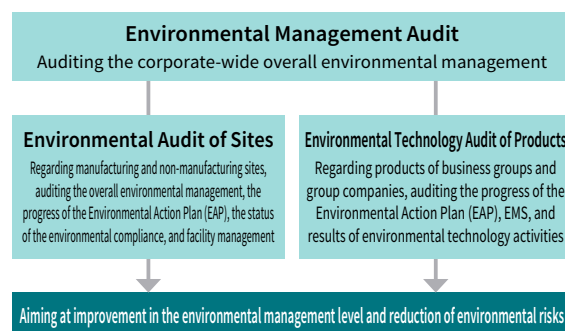 Environmental Management Audit
Auditing the corporate-wide overall environmental management
Environmental Audit of Sites
Regarding manufacturing and non-manufacturing sites,
auditing the overall environmental management, the
progress of the Environmental Action Plan (EAP), the status
of the environmental compliance, and facility management
Environmental Technology Audit of Products
Regarding products of business groups and
group companies, auditing the progress of the
Environmental Action Plan (EAP), EMS, and
results of environmental technology activities
Aiming at improvement in the environmental management level and reduction of environmental risks